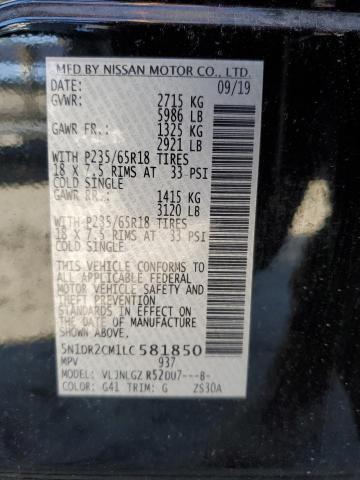 MFD BY NISSAN MOTOR CO., LTD.
DATE: 09/19
GVWR: 2715 KG
5986 LB
GAWR FR.: 1325 KG
2921 LB
WITH P235/65R18 TIRES
18 X 7.5 RIMS AT 33 PSI
COLD SINGLE
GAWR RR.: 1415 KG
3120 LB
WITH P235/65R18 TIRES
18 X 7.5 RIMS AT 33 PSI
COLD SINGLE
THIS VEHICLE CONFORMS TO
ALL APPLICABLE FEDERAL
MOTOR VEHICLE SAFETY
STANDARDS IN EFFECT ON
THE DATE OF MANUFACTURE
SHOWN ABOVE.
5N1DR2CM1LC581850
MPV 937
MODEL: VLJNLGZ R52DU7---B-
COLOR: G41 TRIM: G ZS30A